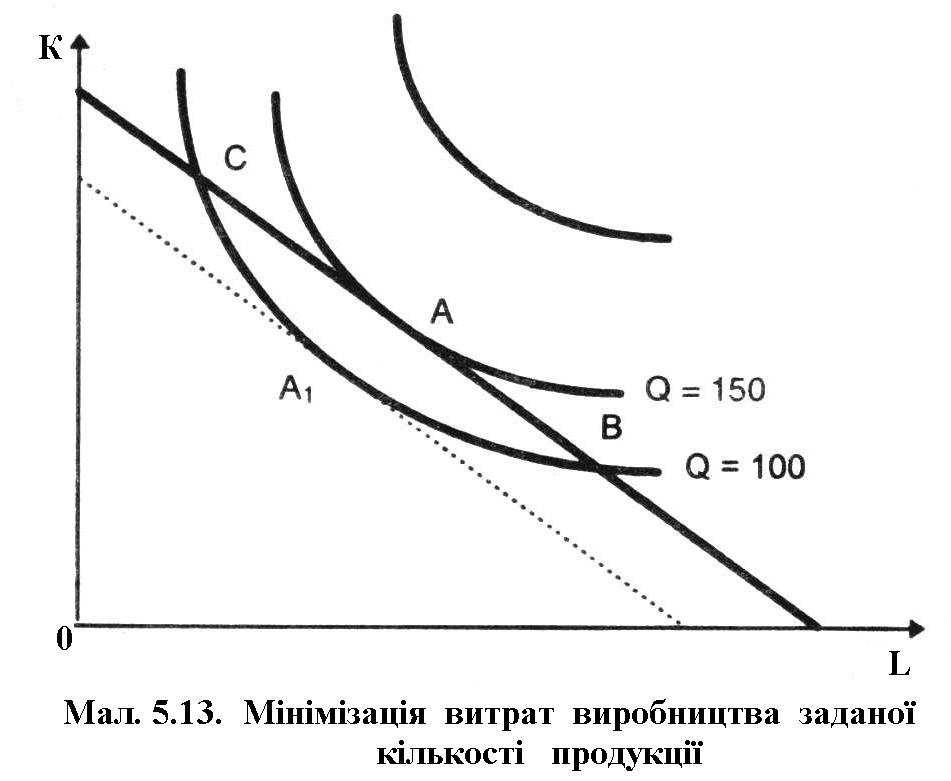 К
C
A
A1
Q = 150
B
Q = 100
0
L
Мал. 5.13. Мінімізація витрат виробництва заданої
кількості продукції